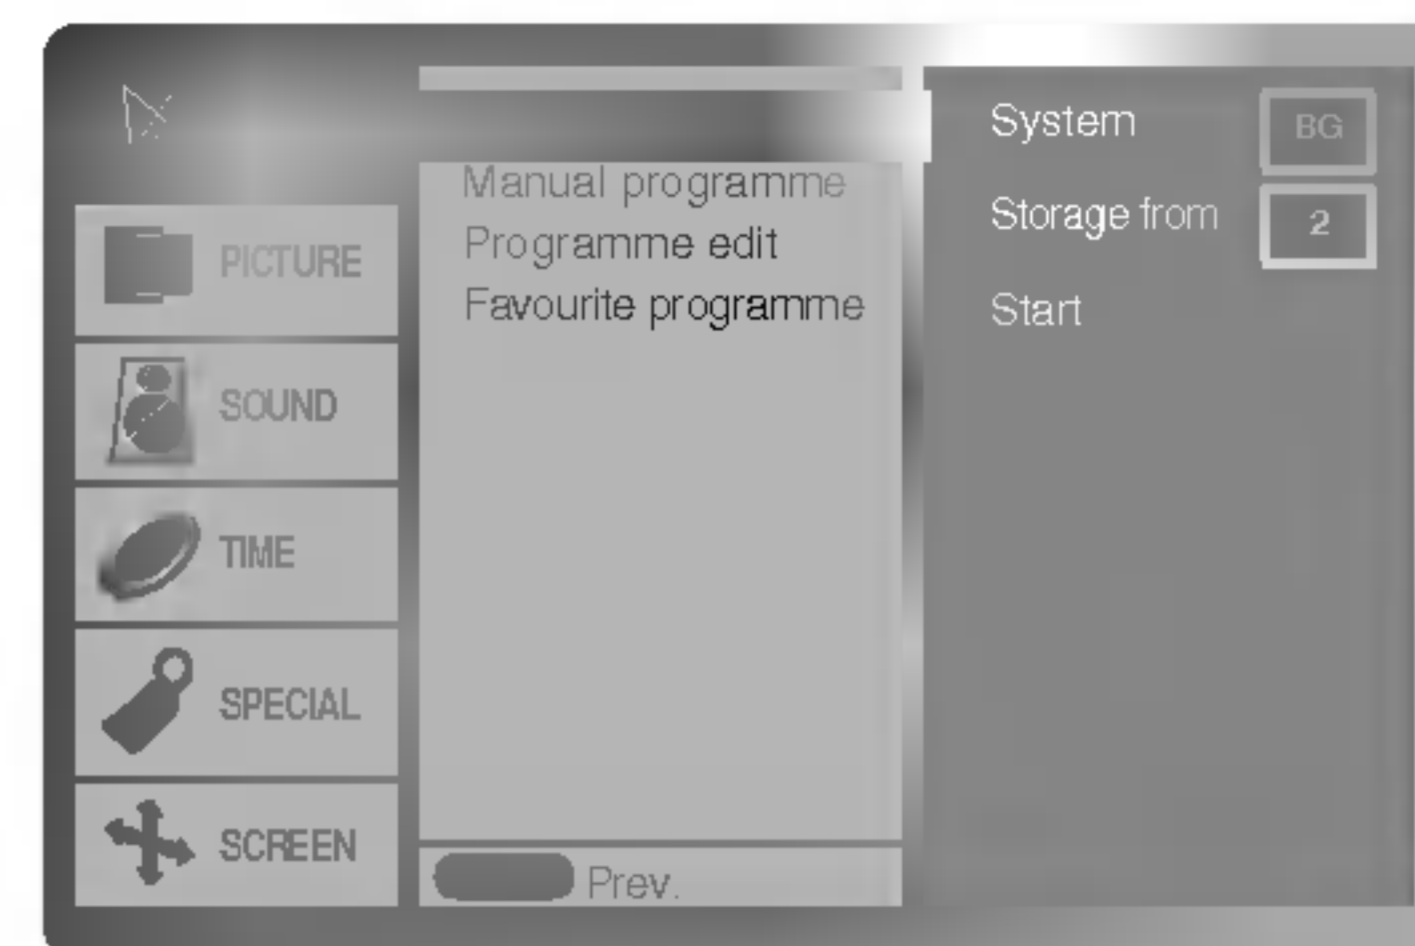 PICTURE
SOUND
TIME
SPECIAL
SCREEN
Manual programme
Programme edit
Favourite programme
Prev.
System BG
Storage from 2
Start